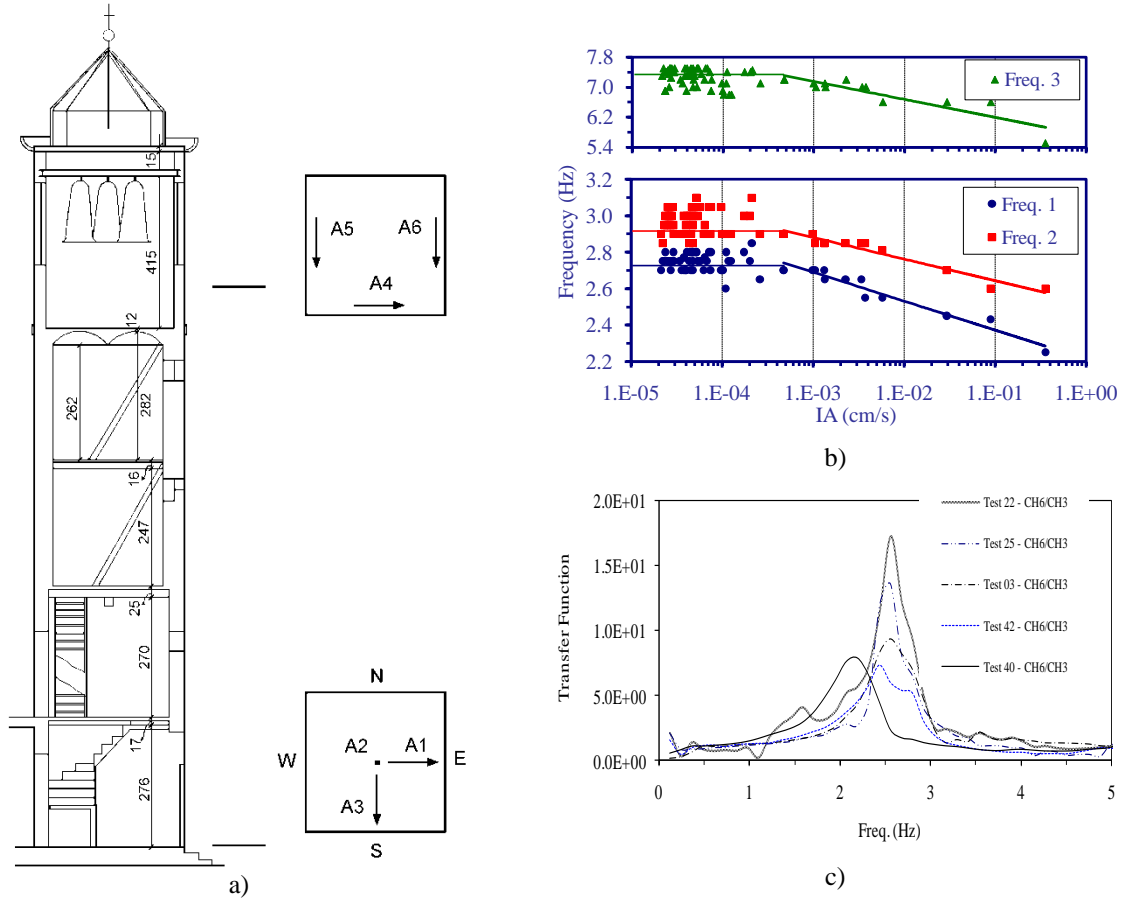 15
415
12
262
282
16
247
25
270
17
276
A5
A6
A4
N
W
A2
A1
E
A3
S
a)
7.8
7.0
6.2
5.4
Freq. 3
3.2
3.0
2.8
2.6
2.4
2.2
Freq. 1
Freq. 2
Frequency (Hz)
1.E-05 1.E-04 1.E-03 1.E-02 1.E-01 1.E+00
IA (cm/s)
b)
2.0E+01
1.5E+01
1.0E+01
5.0E+00
0.0E+00
Transfer Function
Test 22 - CH6/CH3
Test 25 - CH6/CH3
Test 03 - CH6/CH3
Test 42 - CH6/CH3
Test 40 - CH6/CH3
0 1 2 3 4 5
Freq. (Hz)
c)